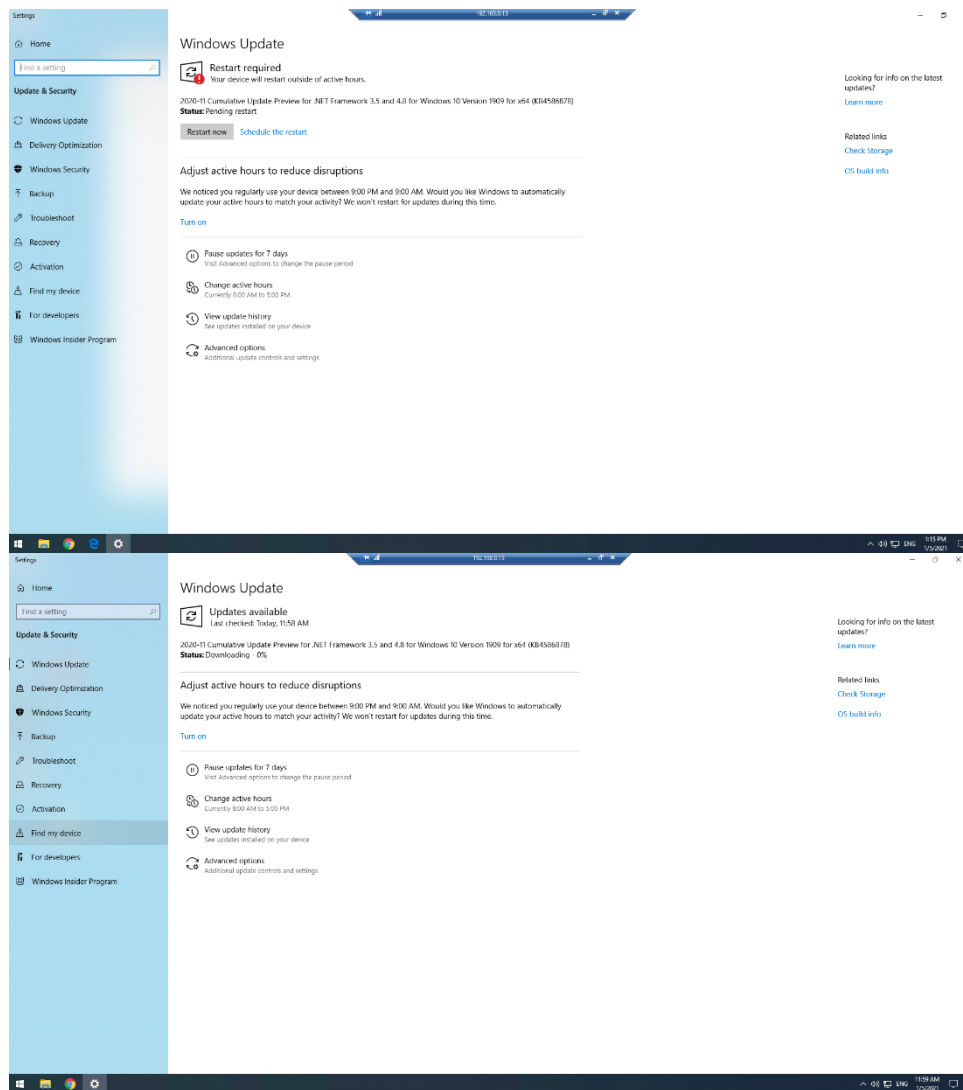 Settings
192.168.0.13
Home
Find a setting
Update & Security
Windows Update
Delivery Optimization
Windows Security
Backup
Troubleshoot
Recovery
Activation
Find my device
For developers
Windows Insider Program
Windows Update
Restart required
Your device will restart outside of active hours.
2020-11 Cumulative Update Preview for .NET Framework 3.5 and 4.8 for Windows 10 Version 1909 for x64 (KB4586878)
Status: Pending restart
Restart now Schedule the restart
Adjust active hours to reduce disruptions
We noticed you regularly use your device between 9:00 PM and 9:00 AM. Would you like Windows to automatically
update your active hours to match your activity? We won't restart for updates during this time.
Turn on
Pause updates for 7 days
Visit Advanced options to change the pause period
Change active hours
Currently 8:00 AM to 5:00 PM
View update history
See updates installed on your device
Advanced options
Additional update controls and settings
Looking for info on the latest
updates?
Learn more
Related links
Check Storage
OS build info
ENG
1:15 PM
1/5/2021
Settings
192.168.0.13
Home
Find a setting
Update & Security
Windows Update
Delivery Optimization
Windows Security
Backup
Troubleshoot
Recovery
Activation
Find my device
For developers
Windows Insider Program
Windows Update
Updates available
Last checked: Today, 11:58 AM
2020-11 Cumulative Update Preview for .NET Framework 3.5 and 4.8 for Windows 10 Version 1909 for x64 (KB4586878)
Status: Downloading - 0%
Adjust active hours to reduce disruptions
We noticed you regularly use your device between 9:00 PM and 9:00 AM. Would you like Windows to automatically
update your active hours to match your activity? We won't restart for updates during this time.
Turn on
Pause updates for 7 days
Visit Advanced options to change the pause period
Change active hours
Currently 8:00 AM to 5:00 PM
View update history
See updates installed on your device
Advanced options
Additional update controls and settings
Looking for info on the latest
updates?
Learn more
Related links
Check Storage
OS build info
ENG
11:59 AM
1/5/2021